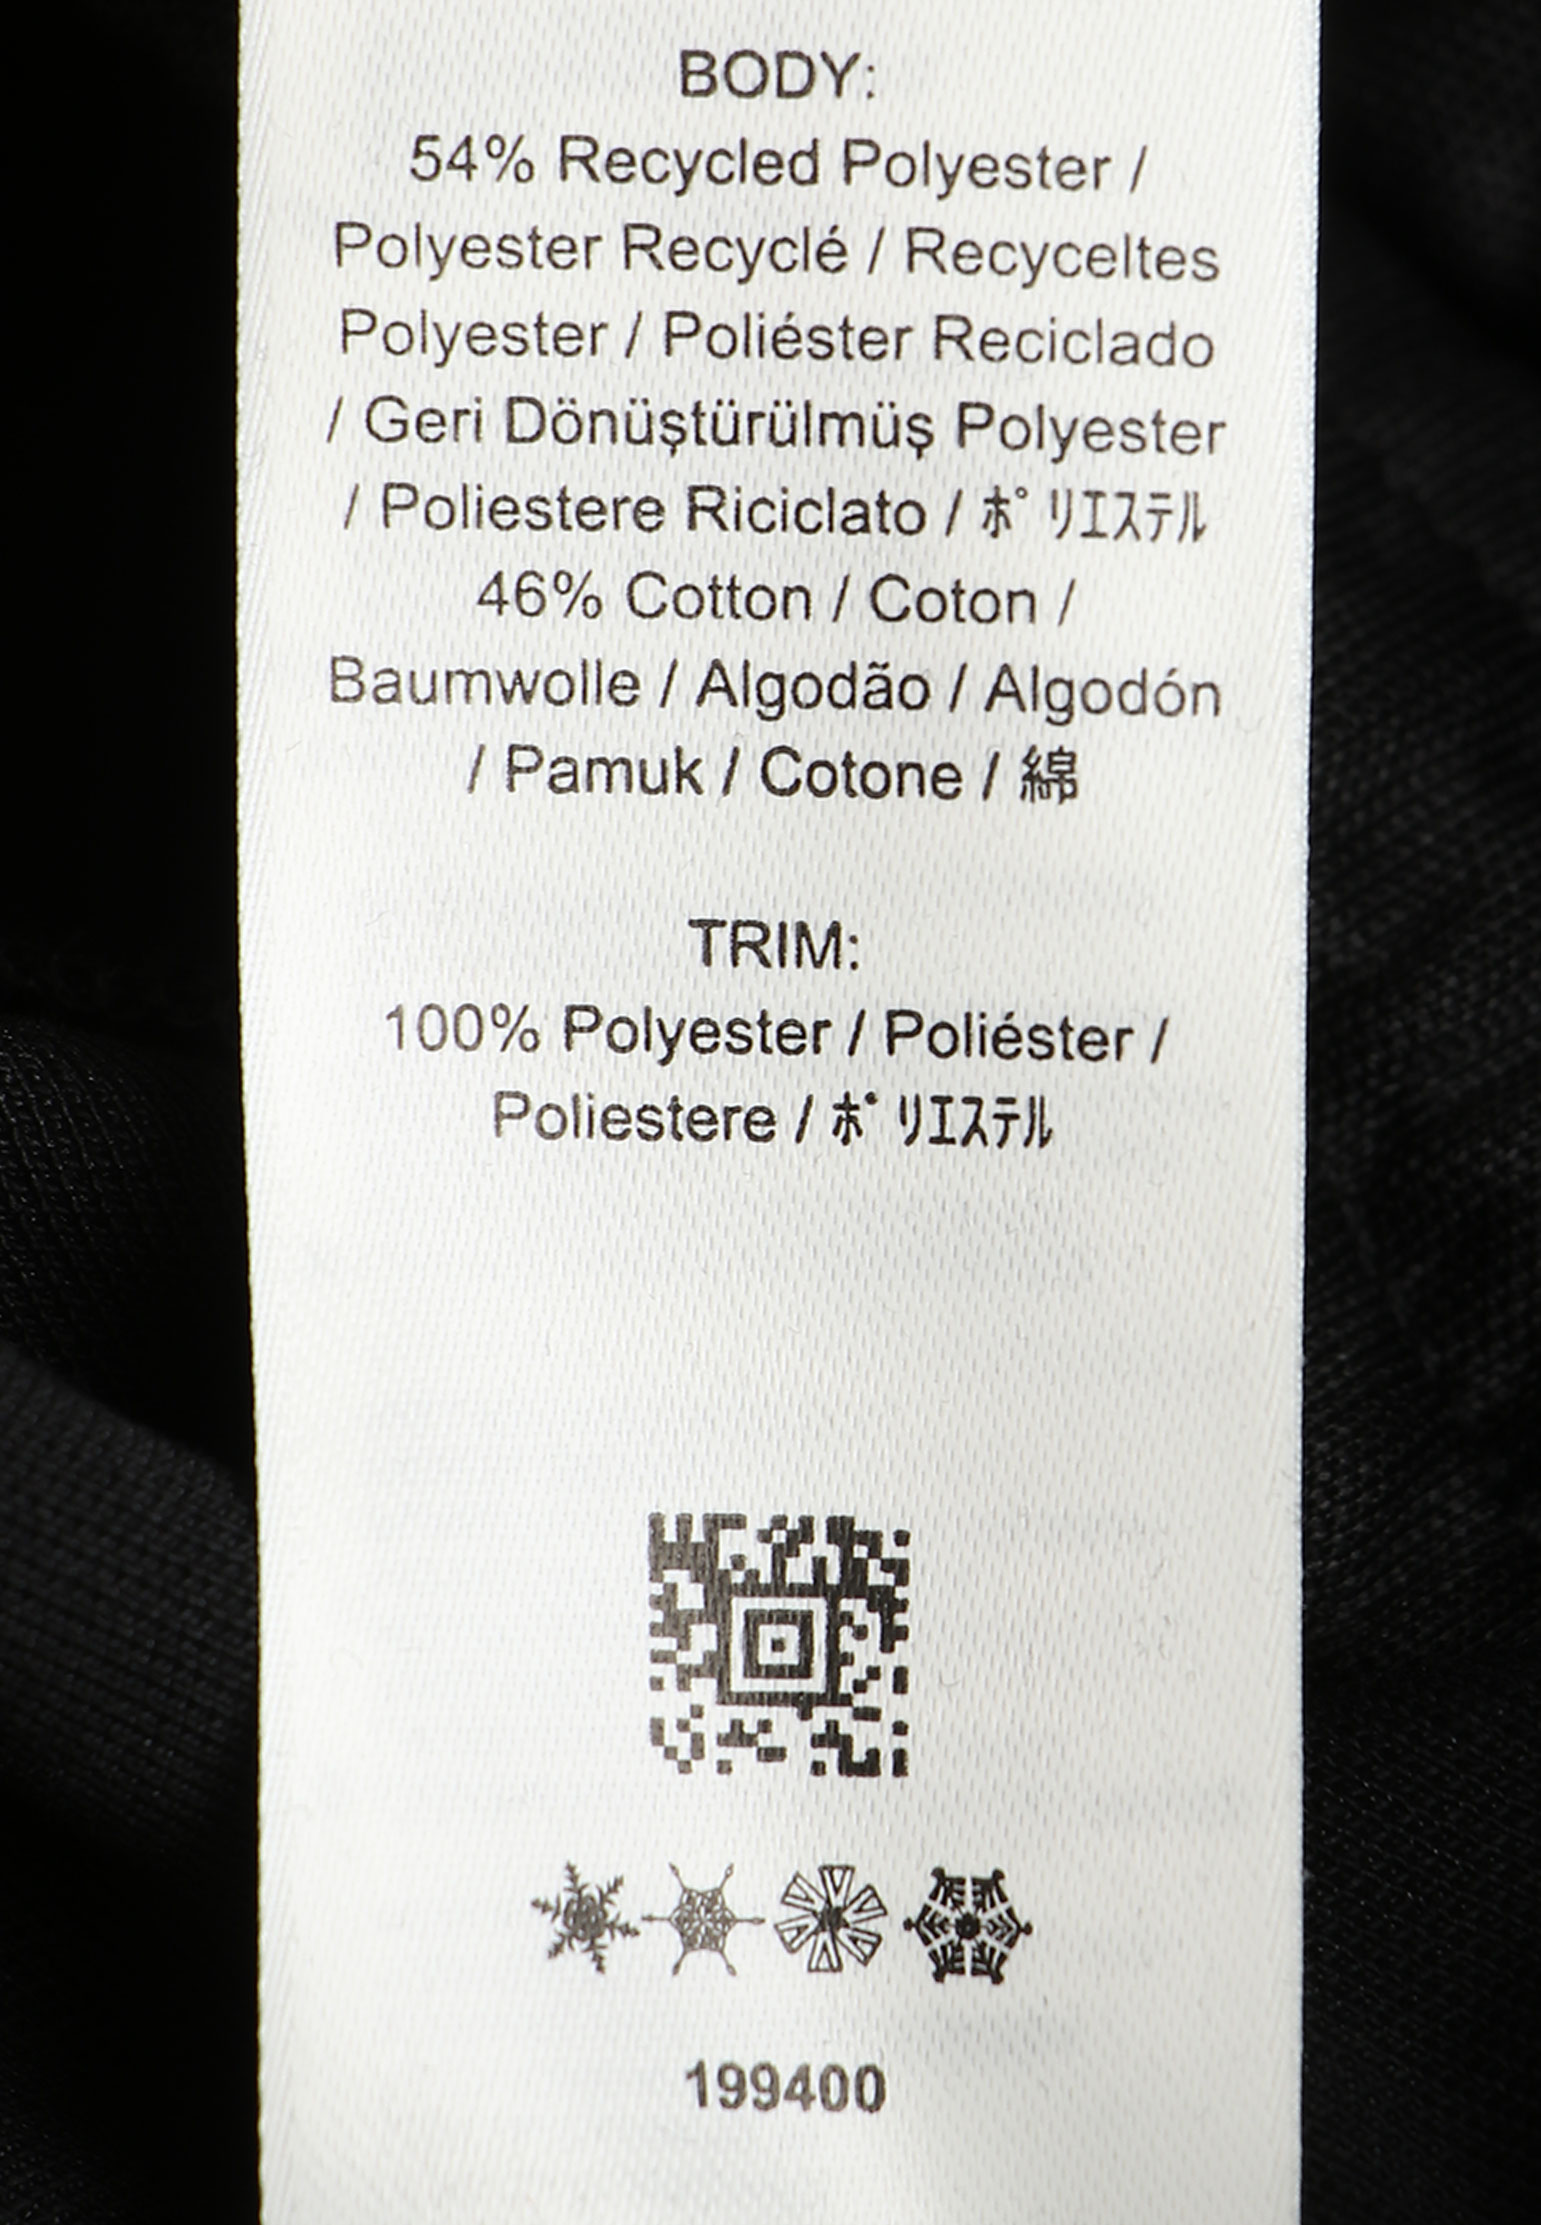 BODY:
54% Recycled Polyester /
Polyester Recyclé / Recyceltes
Polyester / Poliéster Reciclado
/ Geri Dönüştürülmüş Polyester
/ Poliestere Riciclato / ﾎﾟﾘｴｽﾃﾙ
46% Cotton / Coton /
Baumwolle / Algodão / Algodón
/ Pamuk / Cotone / 綿
TRIM:
100% Polyester / Poliéster /
Poliestere / ﾎﾟﾘｴｽﾃﾙ
199400